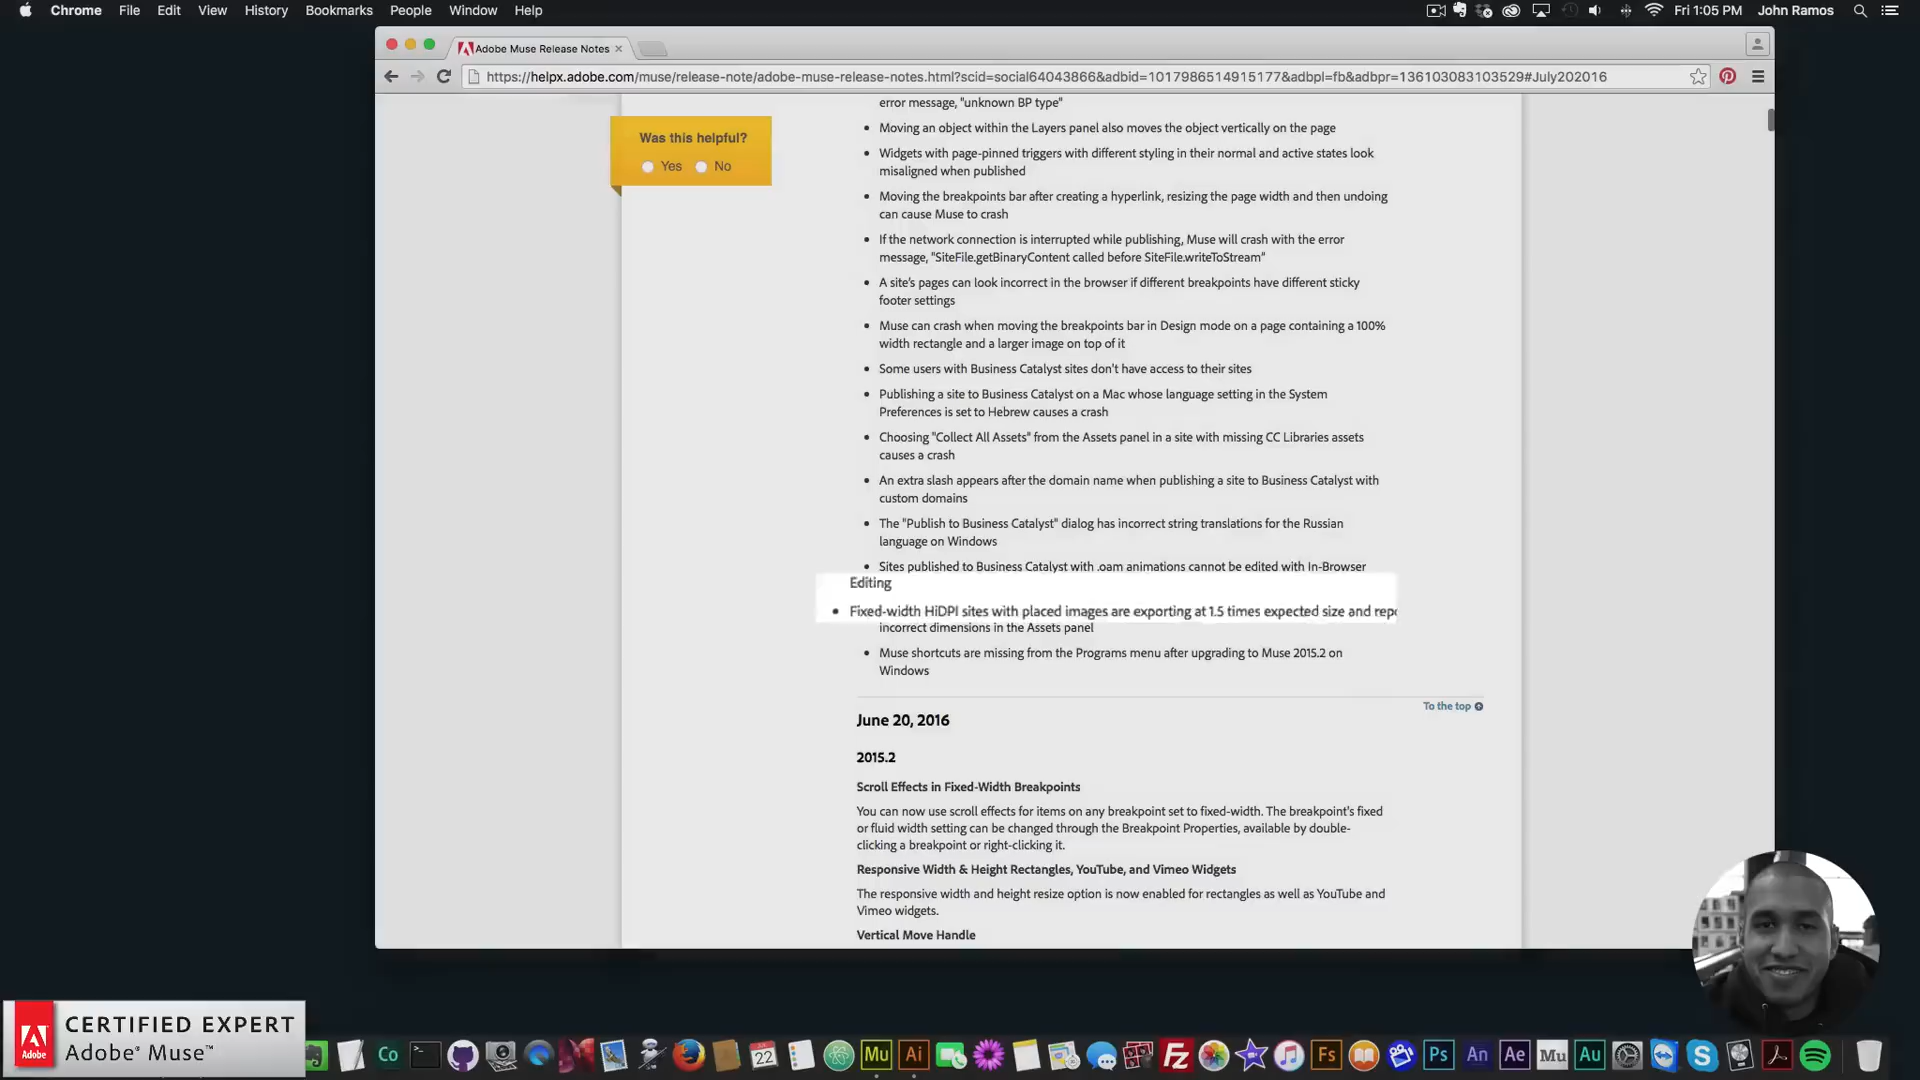 Chrome File Edit View History Bookmarks People Window Help
Fri 1:05 PM John Ramos
Adobe Muse Release Notes
https://helpx.adobe.com/muse/release-note/adobe-muse-release-notes.html?scid=social64043866&adbid=1017986514915177&adbpl=fb&adbpr=136103083103529#July202016
Was this helpful?
Yes No
error message, "unknown BP type"
• Moving an object within the Layers panel also moves the object vertically on the page
• Widgets with page-pinned triggers with different styling in their normal and active states look
misaligned when published
• Moving the breakpoints bar after creating a hyperlink, resizing the page width and then undoing
can cause Muse to crash
• If the network connection is interrupted while publishing, Muse will crash with the error
message, "SiteFile.getBinaryContent called before SiteFile.writeToStream"
• A site's pages can look incorrect in the browser if different breakpoints have different sticky
footer settings
• Muse can crash when moving the breakpoints bar in Design mode on a page containing a 100%
width rectangle and a larger image on top of it
• Some users with Business Catalyst sites don't have access to their sites
• Publishing a site to Business Catalyst on a Mac whose language setting in the System
Preferences is set to Hebrew causes a crash
• Choosing "Collect All Assets" from the Assets panel in a site with missing CC Libraries assets
causes a crash
• An extra slash appears after the domain name when publishing a site to Business Catalyst with
custom domains
• The "Publish to Business Catalyst" dialog has incorrect string translations for the Russian
language on Windows
• Sites published to Business Catalyst with .oam animations cannot be edited with In-Browser
Editing
• Fixed-width HiDPI sites with placed images are exporting at 1.5 times expected size and repo
incorrect dimensions in the Assets panel
• Muse shortcuts are missing from the Programs menu after upgrading to Muse 2015.2 on
Windows
To the top
June 20, 2016
2015.2
Scroll Effects in Fixed-Width Breakpoints
You can now use scroll effects for items on any breakpoint set to fixed-width. The breakpoint's fixed
or fluid width setting can be changed through the Breakpoint Properties, available by double-
clicking a breakpoint or right-clicking it.
Responsive Width & Height Rectangles, YouTube, and Vimeo Widgets
The responsive width and height resize option is now enabled for rectangles as well as YouTube and
Vimeo widgets.
Vertical Move Handle
CERTIFIED EXPERT
Adobe® Muse™
Adobe
Co
JUL
22
Mu Ai
Fz
Fs
Ps An Ae Mu Au